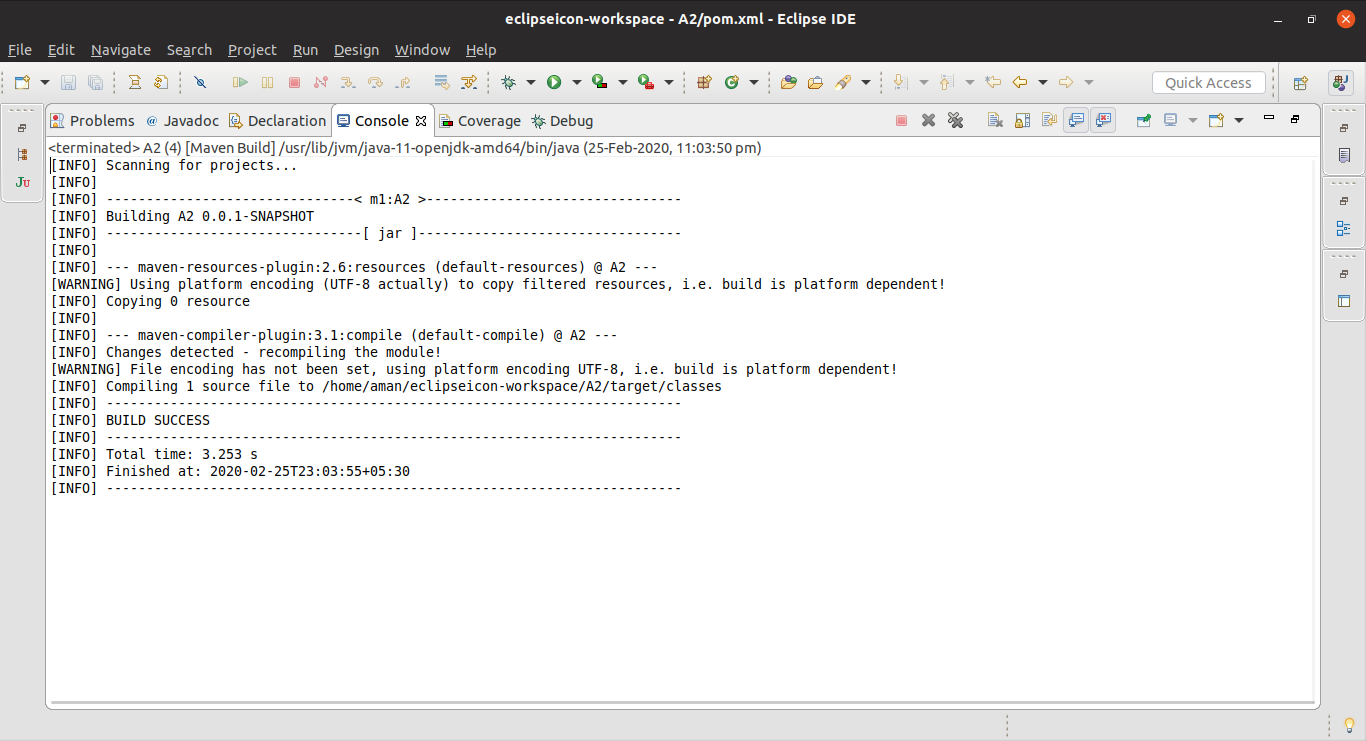 eclipseicon-workspace - A2/pom.xml - Eclipse IDE
File Edit Navigate Search Project Run Design Window Help
Quick Access
Problems @ Javadoc Declaration Console Coverage Debug
<terminated> A2 (4) [Maven Build] /usr/lib/jvm/java-11-openjdk-amd64/bin/java (25-Feb-2020, 11:03:50 pm)
[INFO] Scanning for projects...
[INFO]
[INFO] -------------------------------< m1:A2 >--------------------------------
[INFO] Building A2 0.0.1-SNAPSHOT
[INFO] --------------------------------[ jar ]---------------------------------
[INFO]
[INFO] --- maven-resources-plugin:2.6:resources (default-resources) @ A2 ---
[WARNING] Using platform encoding (UTF-8 actually) to copy filtered resources, i.e. build is platform dependent!
[INFO] Copying 0 resource
[INFO]
[INFO] --- maven-compiler-plugin:3.1:compile (default-compile) @ A2 ---
[INFO] Changes detected - recompiling the module!
[WARNING] File encoding has not been set, using platform encoding UTF-8, i.e. build is platform dependent!
[INFO] Compiling 1 source file to /home/aman/eclipseicon-workspace/A2/target/classes
[INFO] ------------------------------------------------------------------------
[INFO] BUILD SUCCESS
[INFO] ------------------------------------------------------------------------
[INFO] Total time: 3.253 s
[INFO] Finished at: 2020-02-25T23:03:55+05:30
[INFO] ------------------------------------------------------------------------